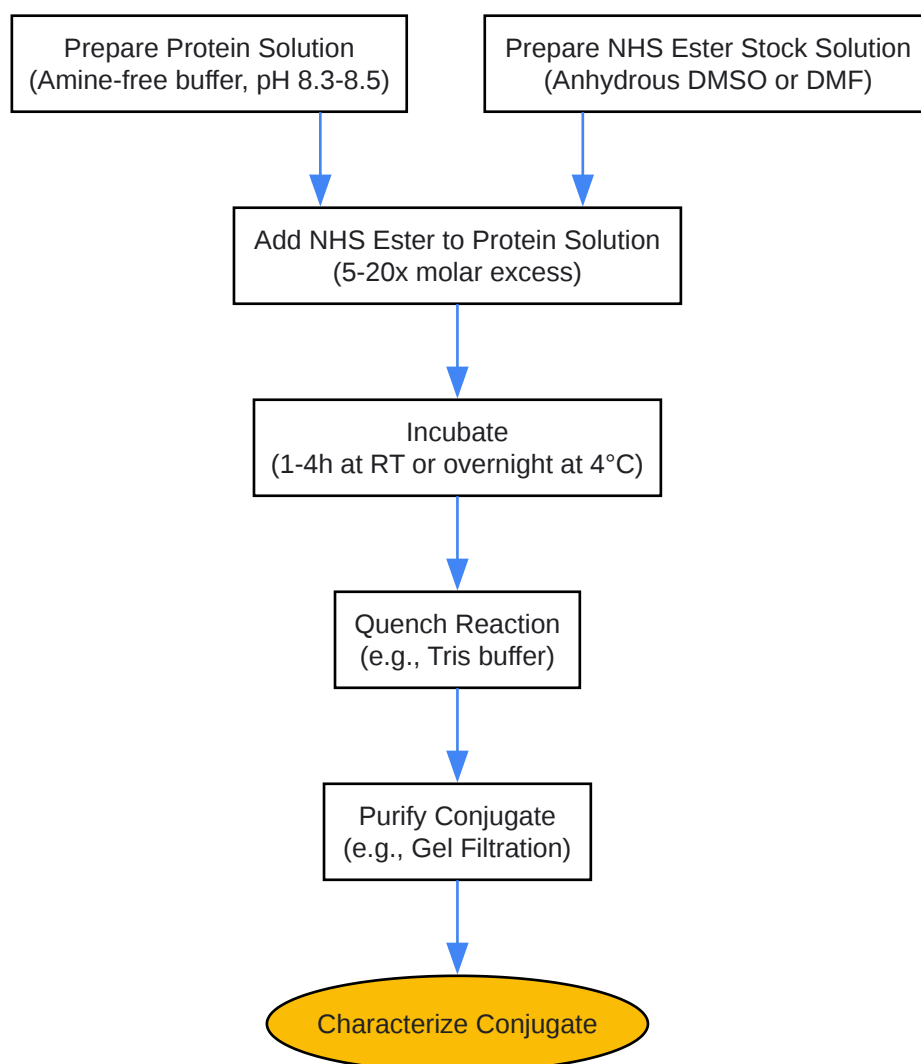 Prepare Protein Solution
(Amine-free buffer, pH 8.3-8.5)
Prepare NHS Ester Stock Solution
(Anhydrous DMSO or DMF)
Add NHS Ester to Protein Solution
(5-20x molar excess)
Incubate
(1-4h at RT or overnight at 4°C)
Quench Reaction
(e.g., Tris buffer)
Purify Conjugate
(e.g., Gel Filtration)
Characterize Conjugate